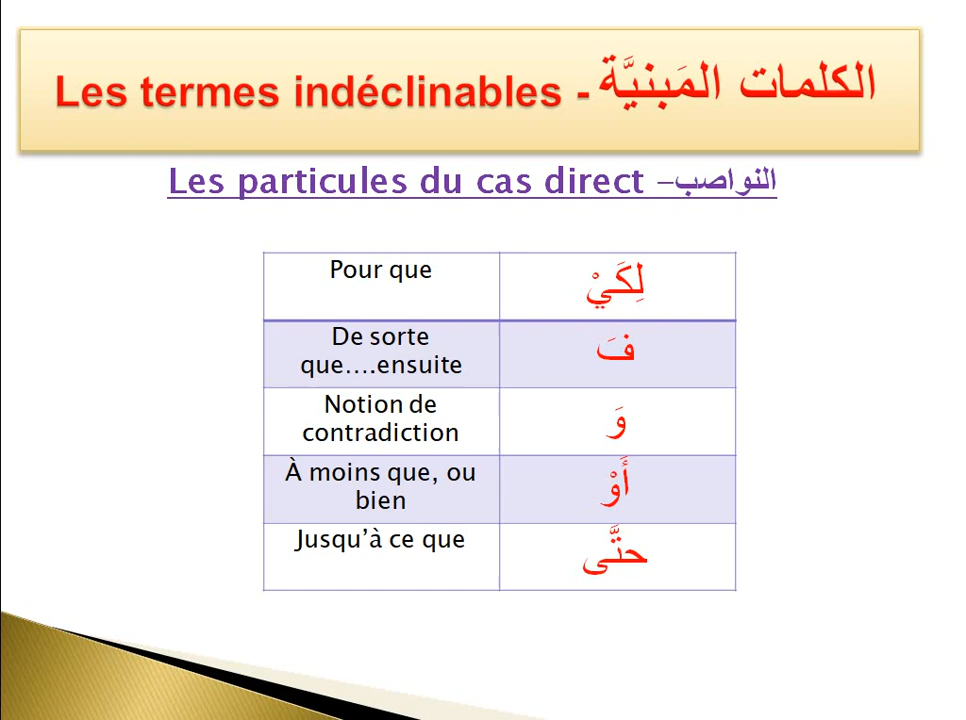 Les termes indéclinables - الكلمات المَبنيَّة
Les particules du cas direct -النواصب
Pour que
لِكَيْ
De sorte
que….ensuite
فَ
Notion de
contradiction
وَ
À moins que, ou
bien
أَوْ
Jusqu'à ce que
حتَّى